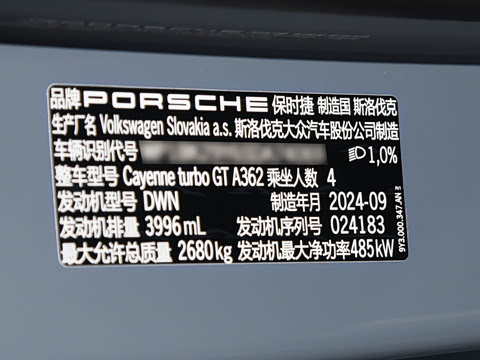 品牌 PORSCHE 保时捷 制造国 斯洛伐克
生产厂名 Volkswagen Slovakia a.s. 斯洛伐克大众汽车股份公司制造
车辆识别代号 1,0%
整车型号 Cayenne turbo GT A362 乘坐人数 4
发动机型号 DWN 制造年月 2024-09
发动机排量 3996 mL 发动机序列号 024183
最大允许总质量 2680 kg 发动机最大净功率 485 kW
9Y3.000.347.AN